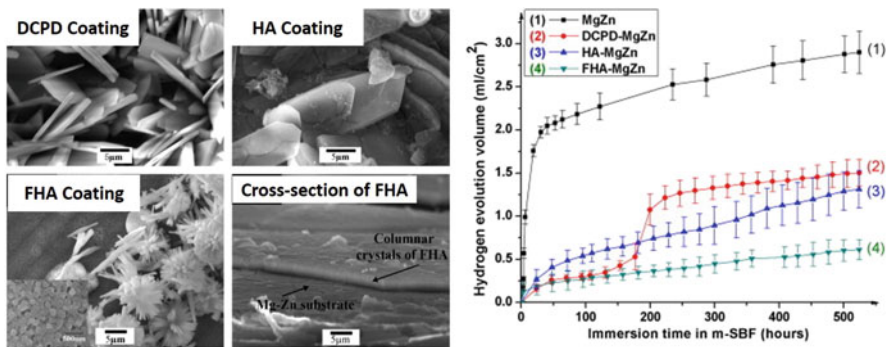 DCPD Coating
5μm
HA Coating
5μm
FHA Coating
500nm
5μm
Cross-section of FHA
Columnar
crystals of FHA
Mg-Zn substrate
5μm
Hydrogen evolution volume (ml/cm²)
3.0
2.5
2.0
1.5
1.0
0.5
0.0
(1) MgZn
(2) DCPD-MgZn
(3) HA-MgZn
(4) FHA-MgZn
(1)
(2)
(3)
(4)
0 100 200 300 400 500
Immersion time in m-SBF (hours)